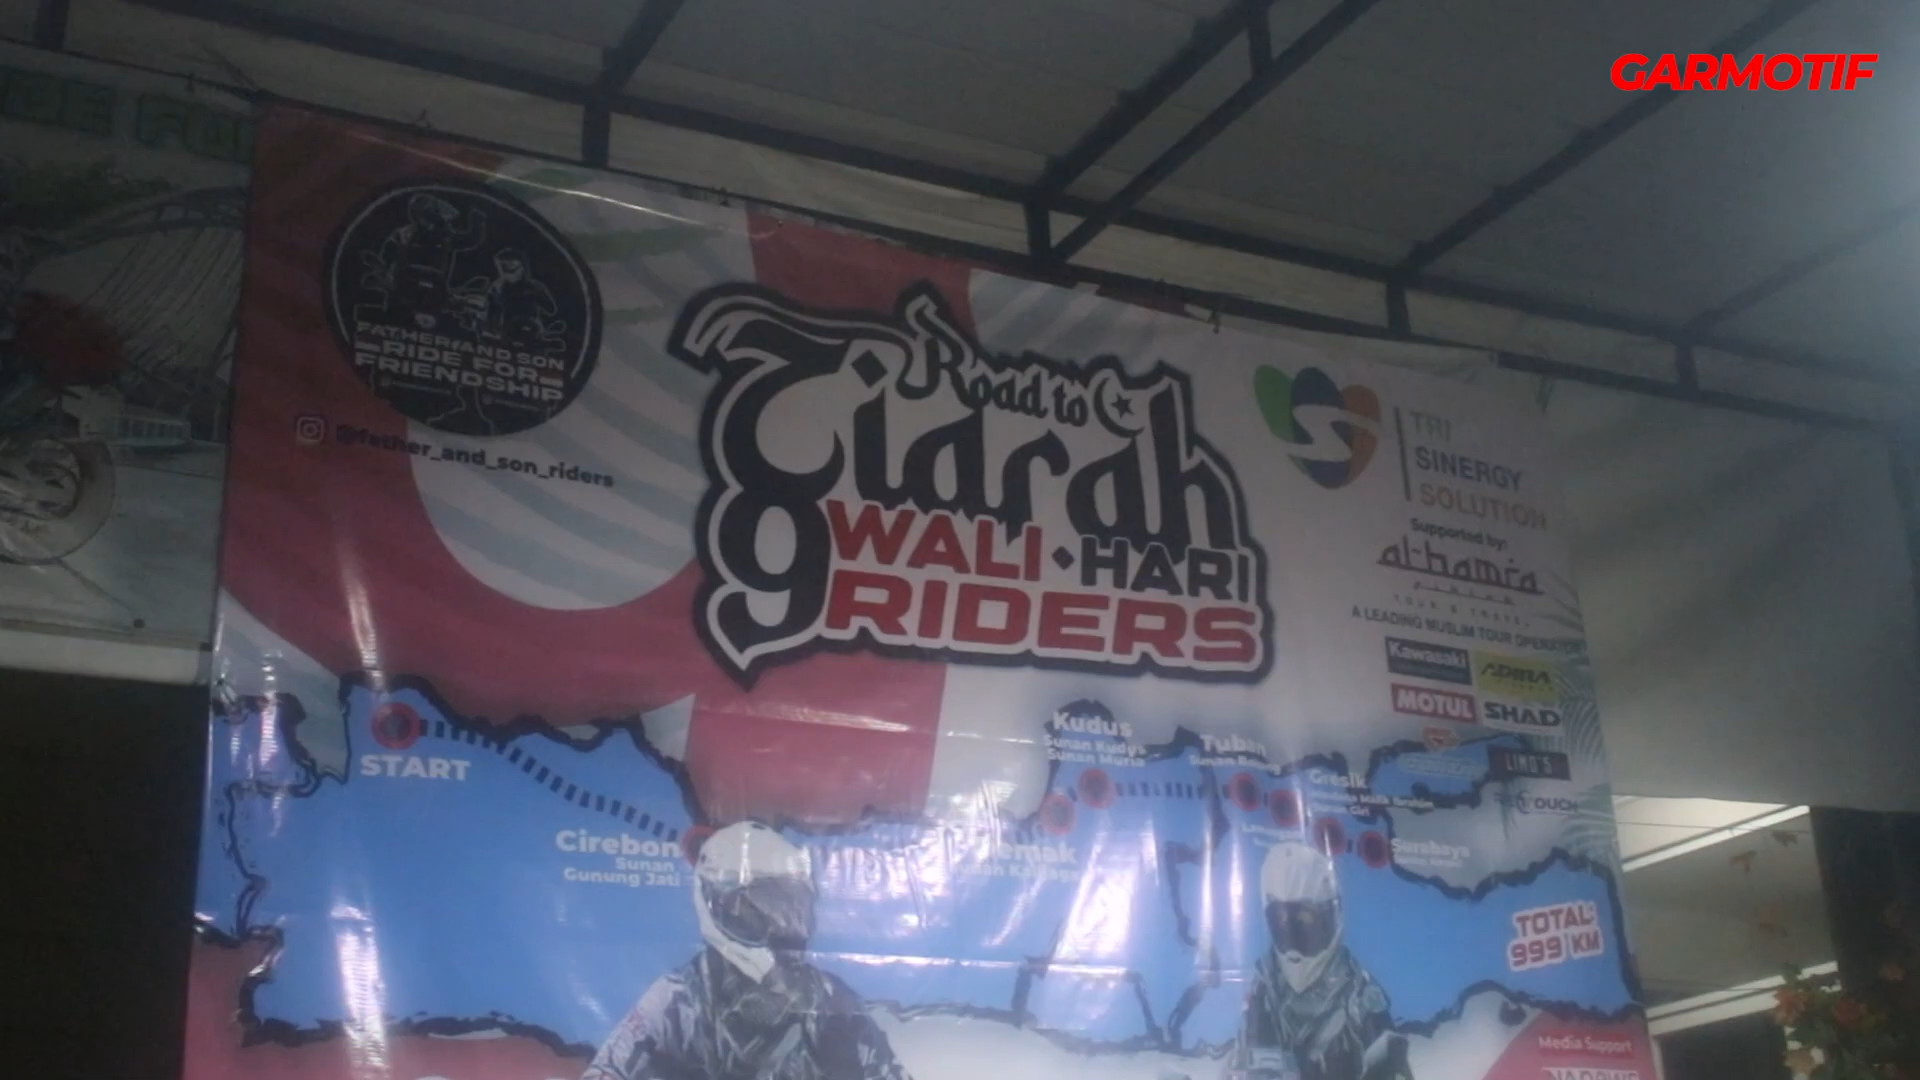 GARMOTIF
FATHER AND SON
RIDE FOR
FRIENDSHIP
@father_and_son_riders
Road to
Ziarah
9 WALI • HARI
RIDERS
TRI
SINERGY
SOLUTION
Supported by:
al-hamra
TOUR & TRAVEL
A LEADING MUSLIM TOUR OPERATOR
Kawasaki
MOTUL
SHAD
START
Cirebon
Sunan
Gunung Jati
Kudus
Sunan Kudus
Sunan Muria
Tuban
Sunan Bonang
Gresik
Surabaya
TOTAL:
999 KM
Media Support